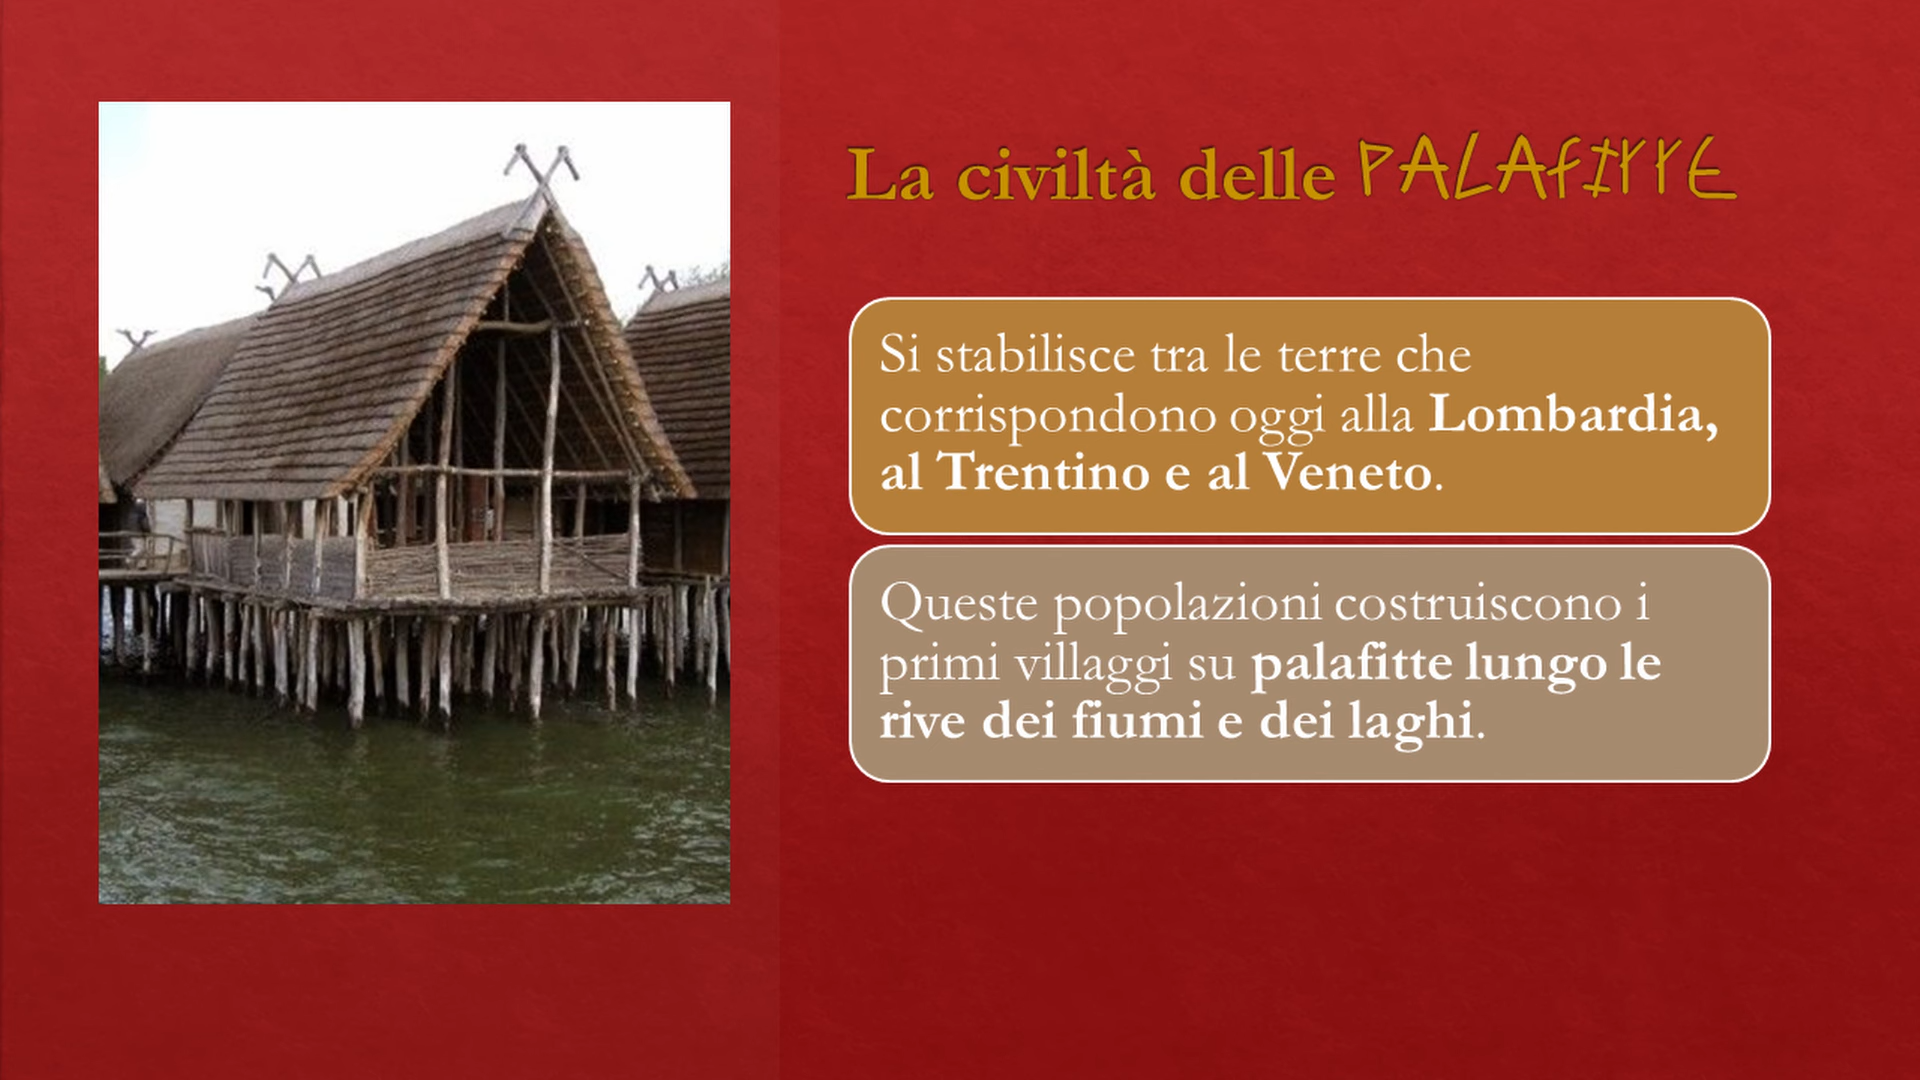 La civiltà delle PALAfITTE
Si stabilisce tra le terre che
corrispondono oggi alla Lombardia,
al Trentino e al Veneto.
Queste popolazioni costruiscono i
primi villaggi su palafitte lungo le
rive dei fiumi e dei laghi.